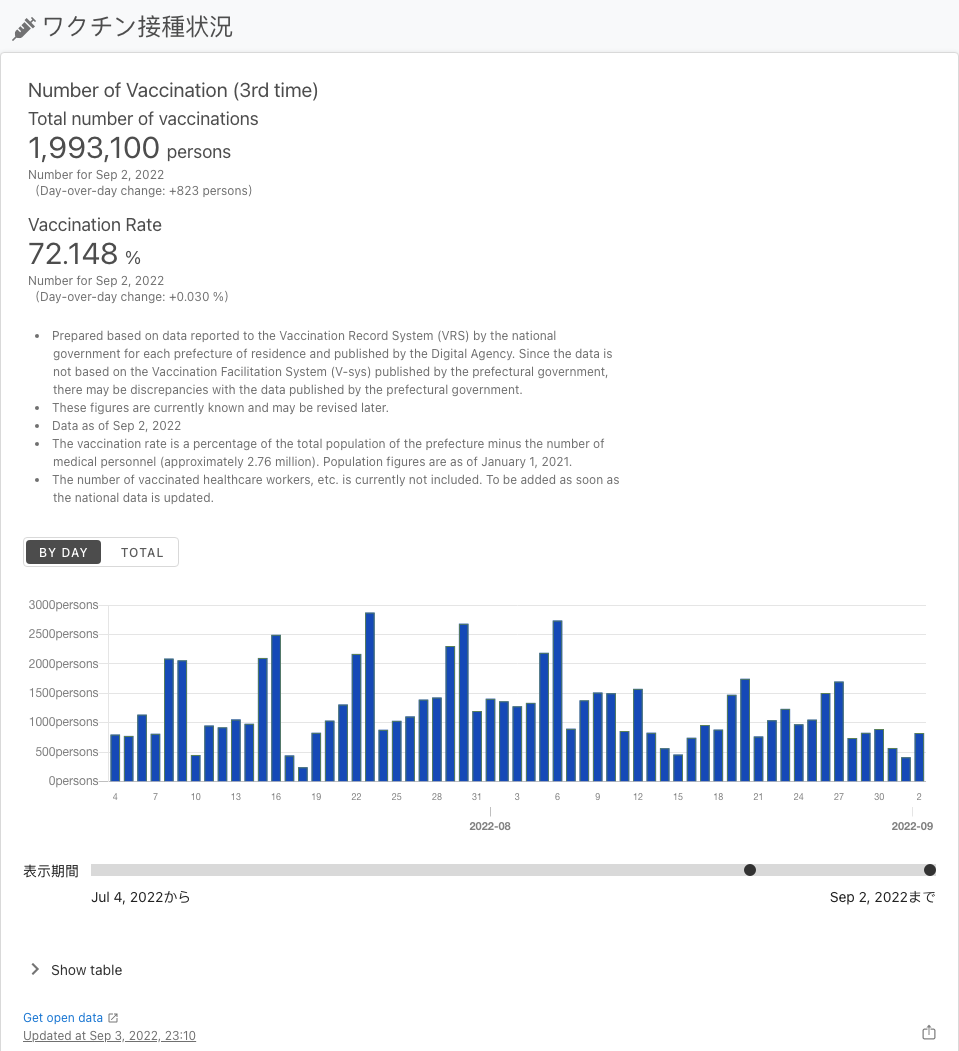 ワクチン接種状況
Number of Vaccination (3rd time)
Total number of vaccinations
1,993,100 persons
Number for Sep 2, 2022
(Day-over-day change: +823 persons)
Vaccination Rate
72.148 %
Number for Sep 2, 2022
(Day-over-day change: +0.030 %)
• Prepared based on data reported to the Vaccination Record System (VRS) by the national
government for each prefecture of residence and published by the Digital Agency. Since the data is
not based on the Vaccination Facilitation System (V-sys) published by the prefectural government,
there may be discrepancies with the data published by the prefectural government.
• These figures are currently known and may be revised later.
• Data as of Sep 2, 2022
• The vaccination rate is a percentage of the total population of the prefecture minus the number of
medical personnel (approximately 2.76 million). Population figures are as of January 1, 2021.
• The number of vaccinated healthcare workers, etc. is currently not included. To be added as soon as
the national data is updated.
BY DAY TOTAL
3000persons
2500persons
2000persons
1500persons
1000persons
500persons
0persons
4 7 10 13 16 19 22 25 28 31 3 6 9 12 15 18 21 24 27 30 2
2022-08 2022-09
表示期間
Jul 4, 2022から Sep 2, 2022まで
Show table
Get open data
Updated at Sep 3, 2022, 23:10